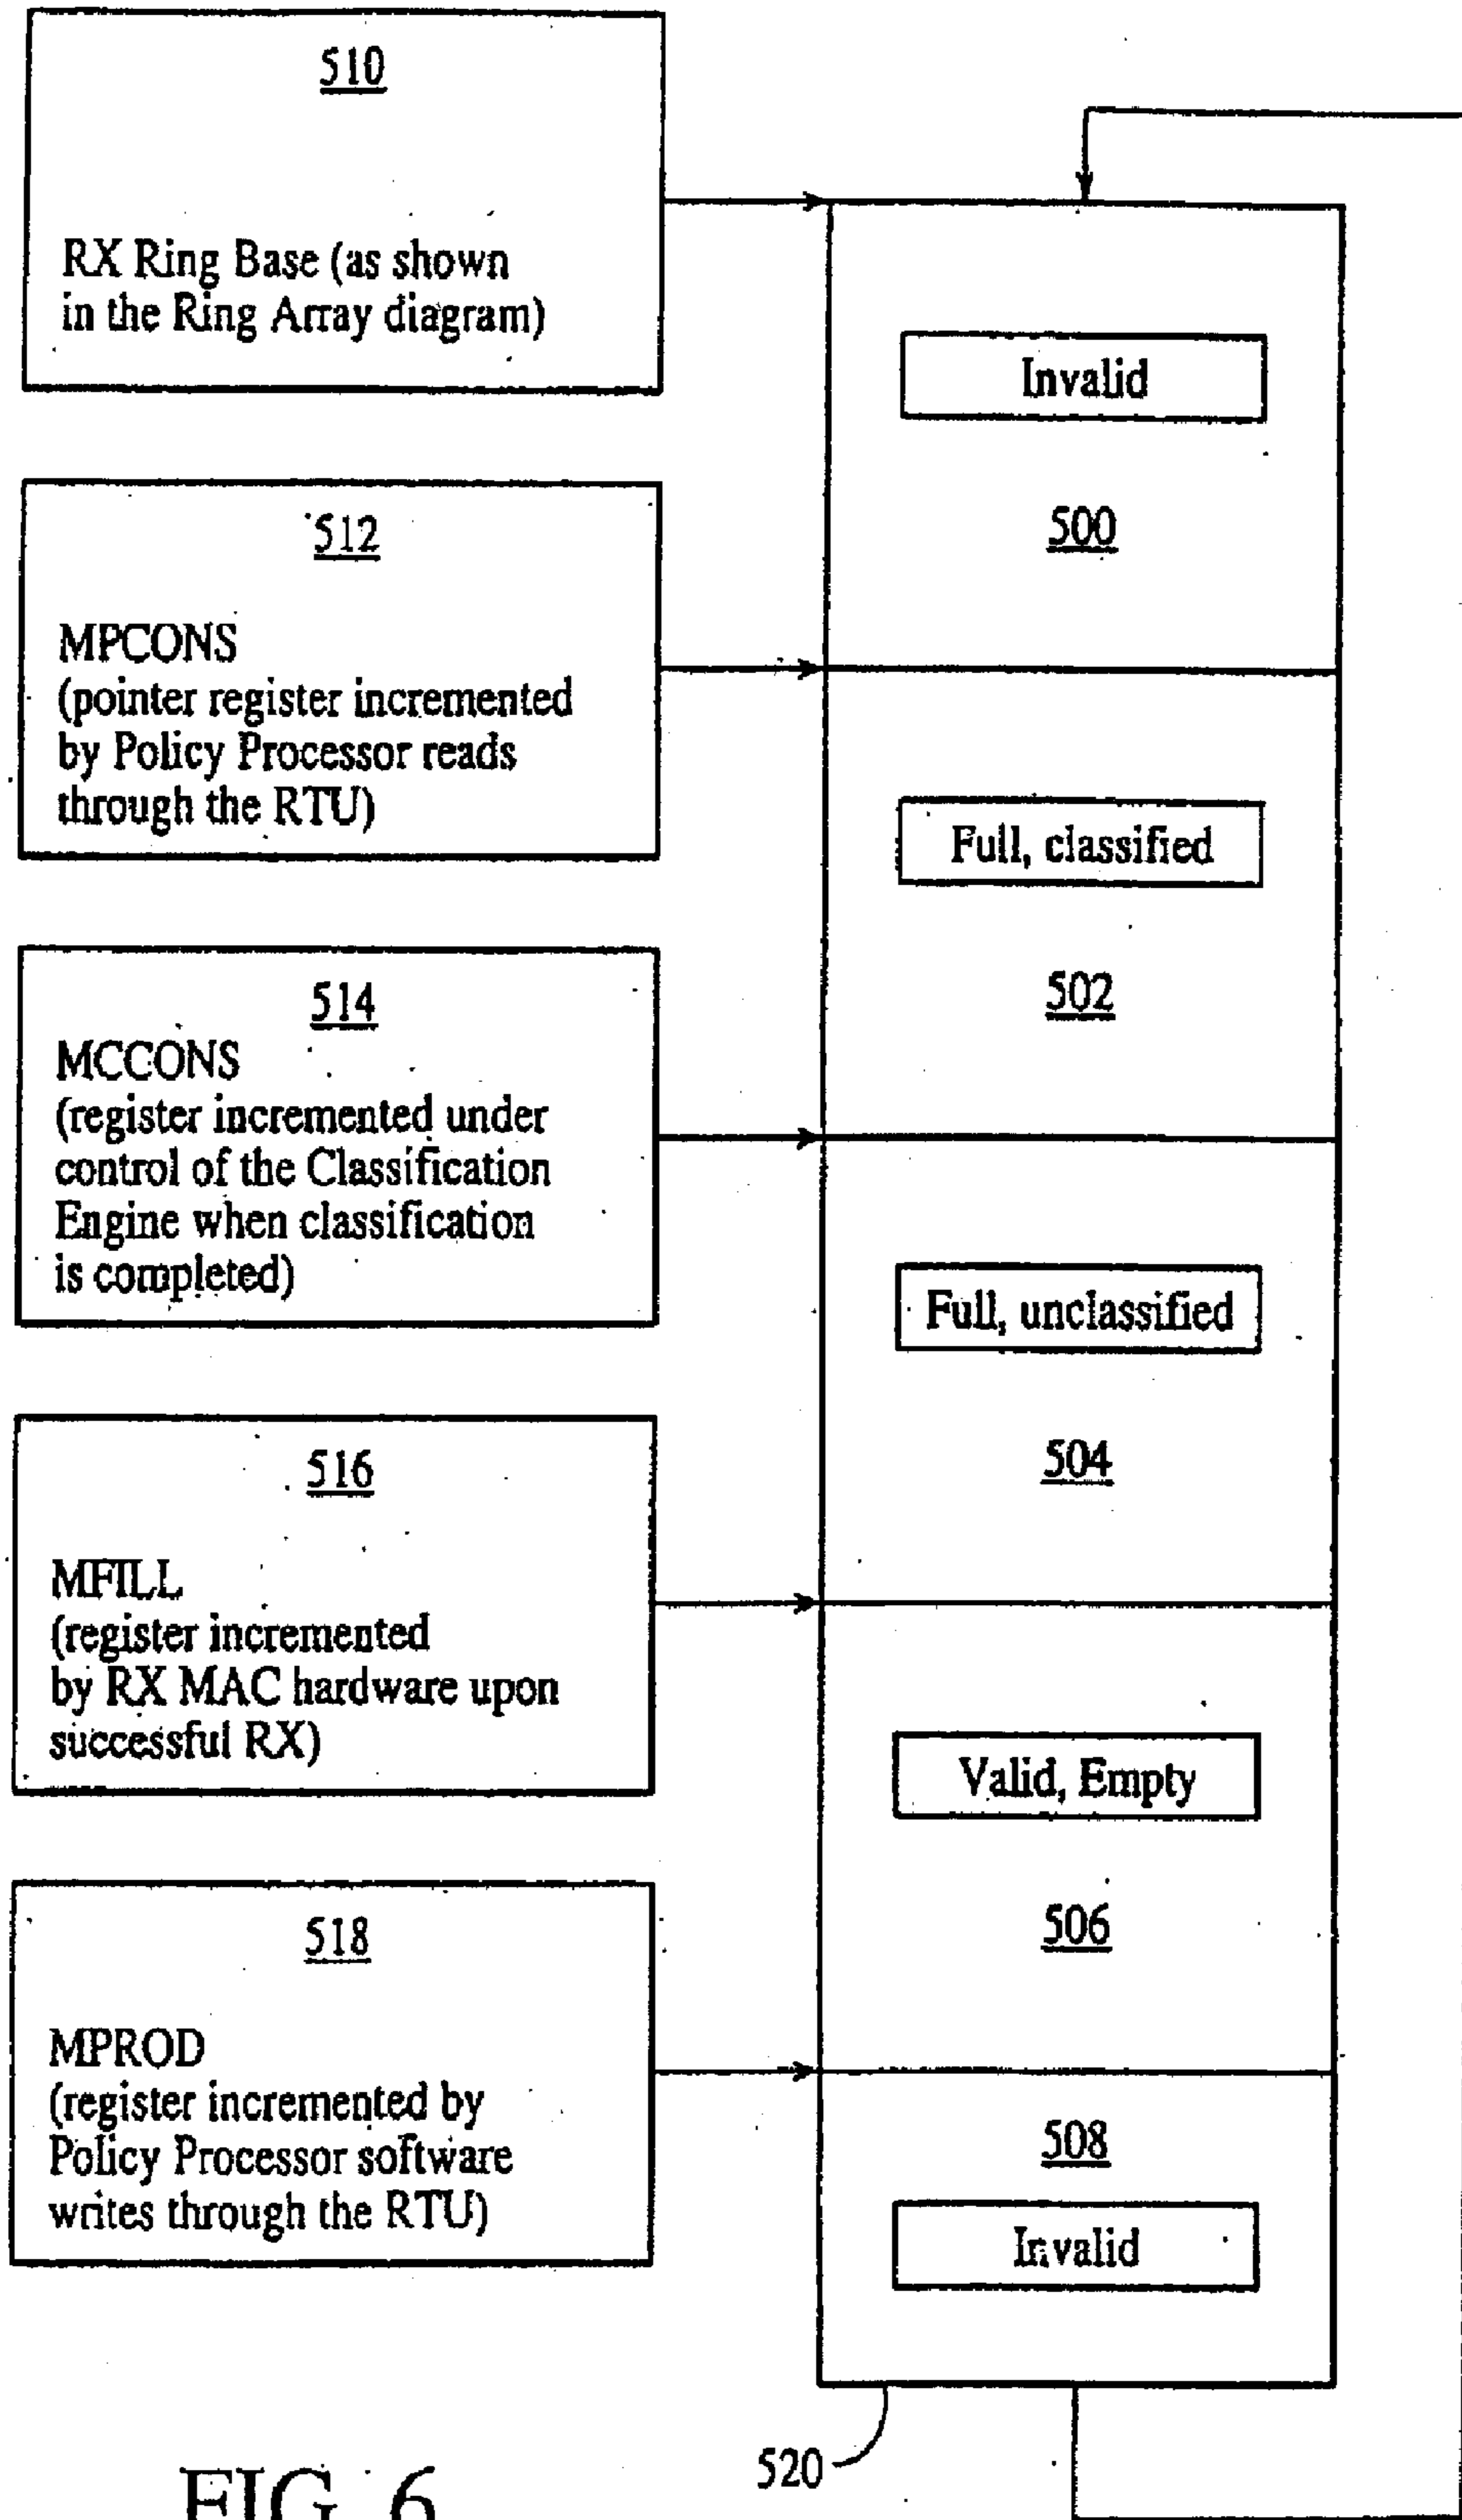 510
RX Ring Base (as shown
in the Ring Array diagram)
Invalid
500
512
MPCONS
(pointer register incremented
by Policy Processor reads
through the RTU)
Full, classified
502
514
MCCONS
(register incremented under
control of the Classification
Engine when classification
is completed)
Full, unclassified
504
516
MFILL
(register incremented
by RX MAC hardware upon
successful RX)
Valid, Empty
506
518
MPROD
(register incremented by
Policy Processor software
writes through the RTU)
508
Invalid
520
FIG. 6